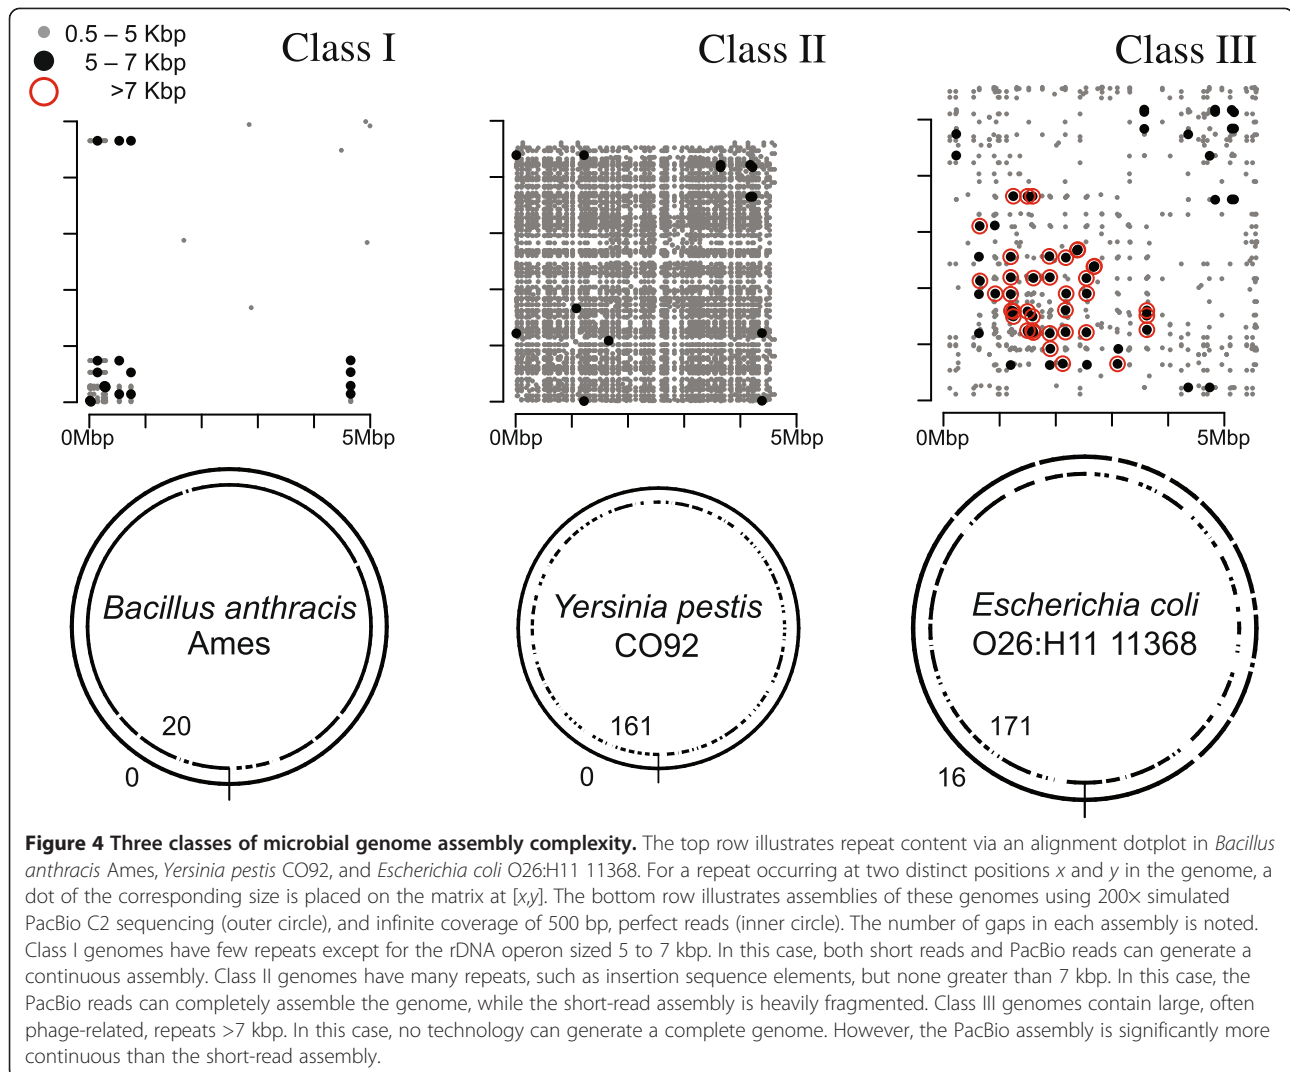 0.5 – 5 Kbp
5 – 7 Kbp
>7 Kbp
Class I
Class II
Class III
0Mbp
5Mbp
0Mbp
5Mbp
0Mbp
5Mbp
Bacillus anthracis
Ames
20
0
Yersinia pestis
CO92
161
0
Escherichia coli
O26:H11 11368
171
16
Figure 4 Three classes of microbial genome assembly complexity. The top row illustrates repeat content via an alignment dotplot in Bacillus
anthracis Ames, Yersinia pestis CO92, and Escherichia coli O26:H11 11368. For a repeat occurring at two distinct positions x and y in the genome, a
dot of the corresponding size is placed on the matrix at [x,y]. The bottom row illustrates assemblies of these genomes using 200× simulated
PacBio C2 sequencing (outer circle), and infinite coverage of 500 bp, perfect reads (inner circle). The number of gaps in each assembly is noted.
Class I genomes have few repeats except for the rDNA operon sized 5 to 7 kbp. In this case, both short reads and PacBio reads can generate a
continuous assembly. Class II genomes have many repeats, such as insertion sequence elements, but none greater than 7 kbp. In this case, the
PacBio reads can completely assemble the genome, while the short-read assembly is heavily fragmented. Class III genomes contain large, often
phage-related, repeats >7 kbp. In this case, no technology can generate a complete genome. However, the PacBio assembly is significantly more
continuous than the short-read assembly.